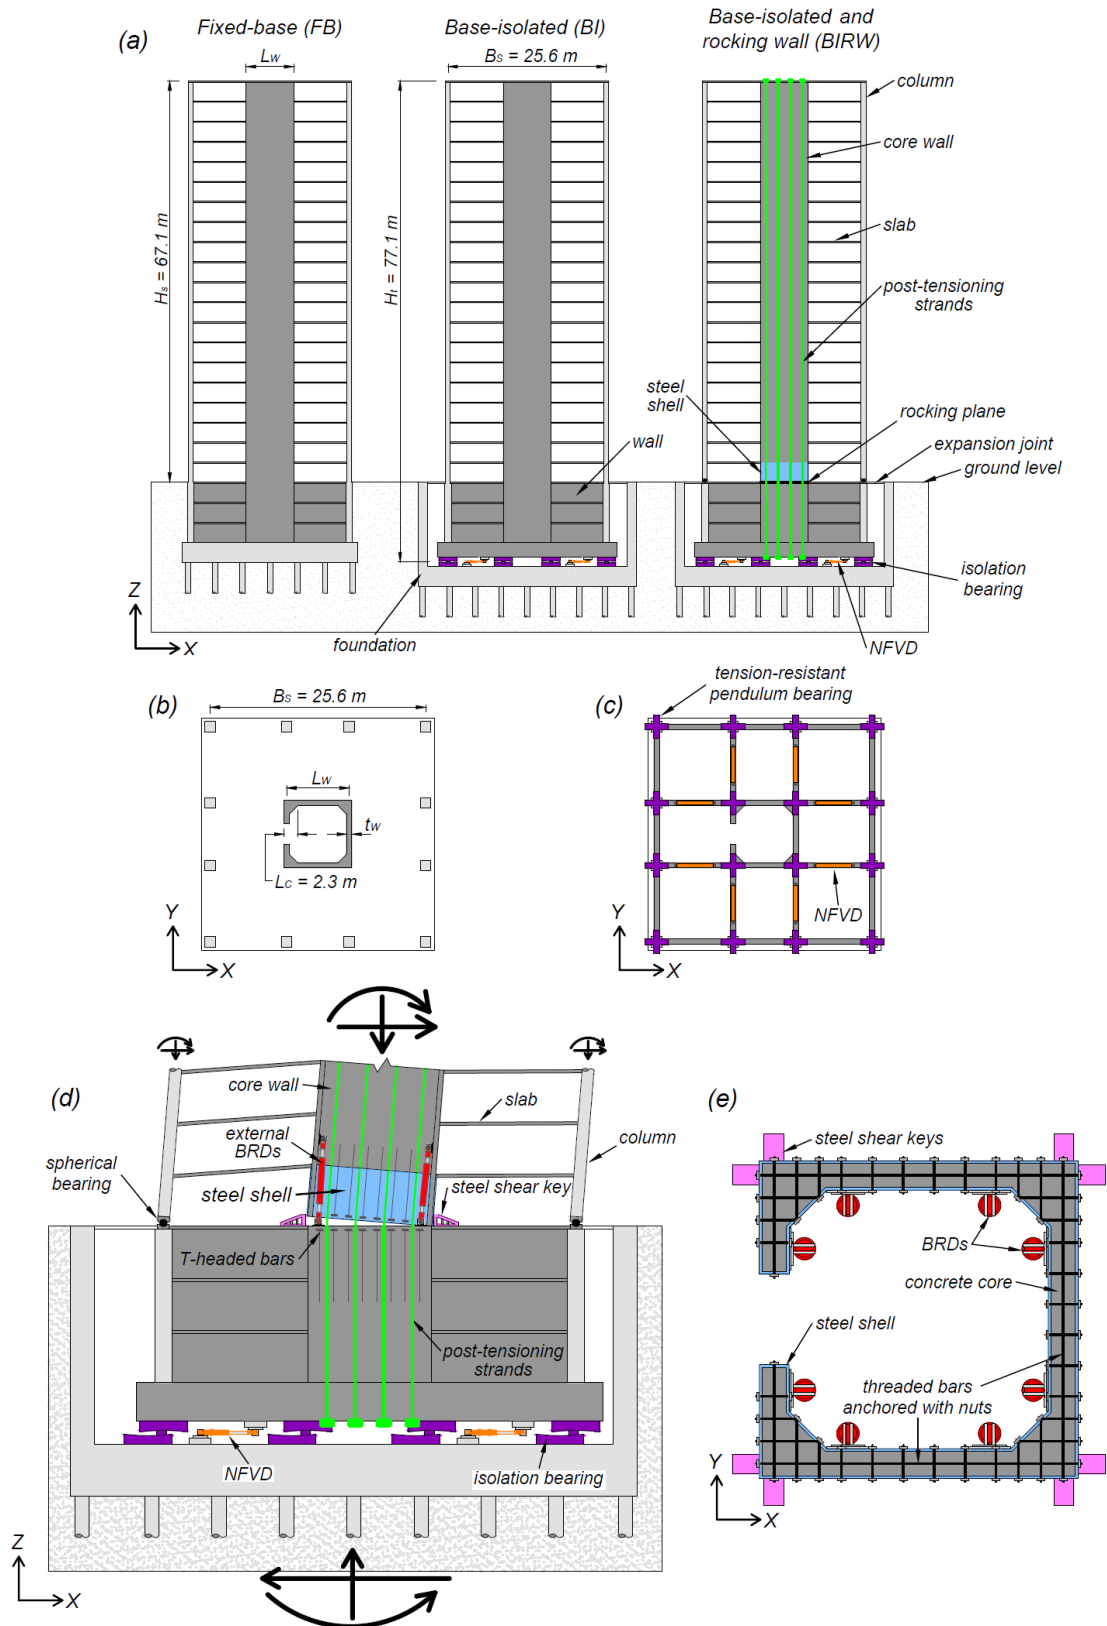 (a)
Fixed-base (FB)
Base-isolated (BI)
Base-isolated and
rocking wall (BIRW)
Lw
Bs = 25.6 m
Hs = 67.1 m
Ht = 77.1 m
column
core wall
slab
post-tensioning
strands
steel
shell
rocking plane
wall
expansion joint
ground level
isolation
bearing
Z
X
foundation
NFVD
(b)
Bs = 25.6 m
Lw
tw
Lc = 2.3 m
Y
X
tension-resistant
pendulum bearing
(c)
NFVD
Y
X
(d)
core wall
slab
external
BRDs
column
spherical
bearing
steel shell
steel shear key
T-headed bars
post-tensioning
strands
NFVD
isolation bearing
Z
X
(e)
steel shear keys
BRDs
concrete core
steel shell
threaded bars
anchored with nuts
Y
X